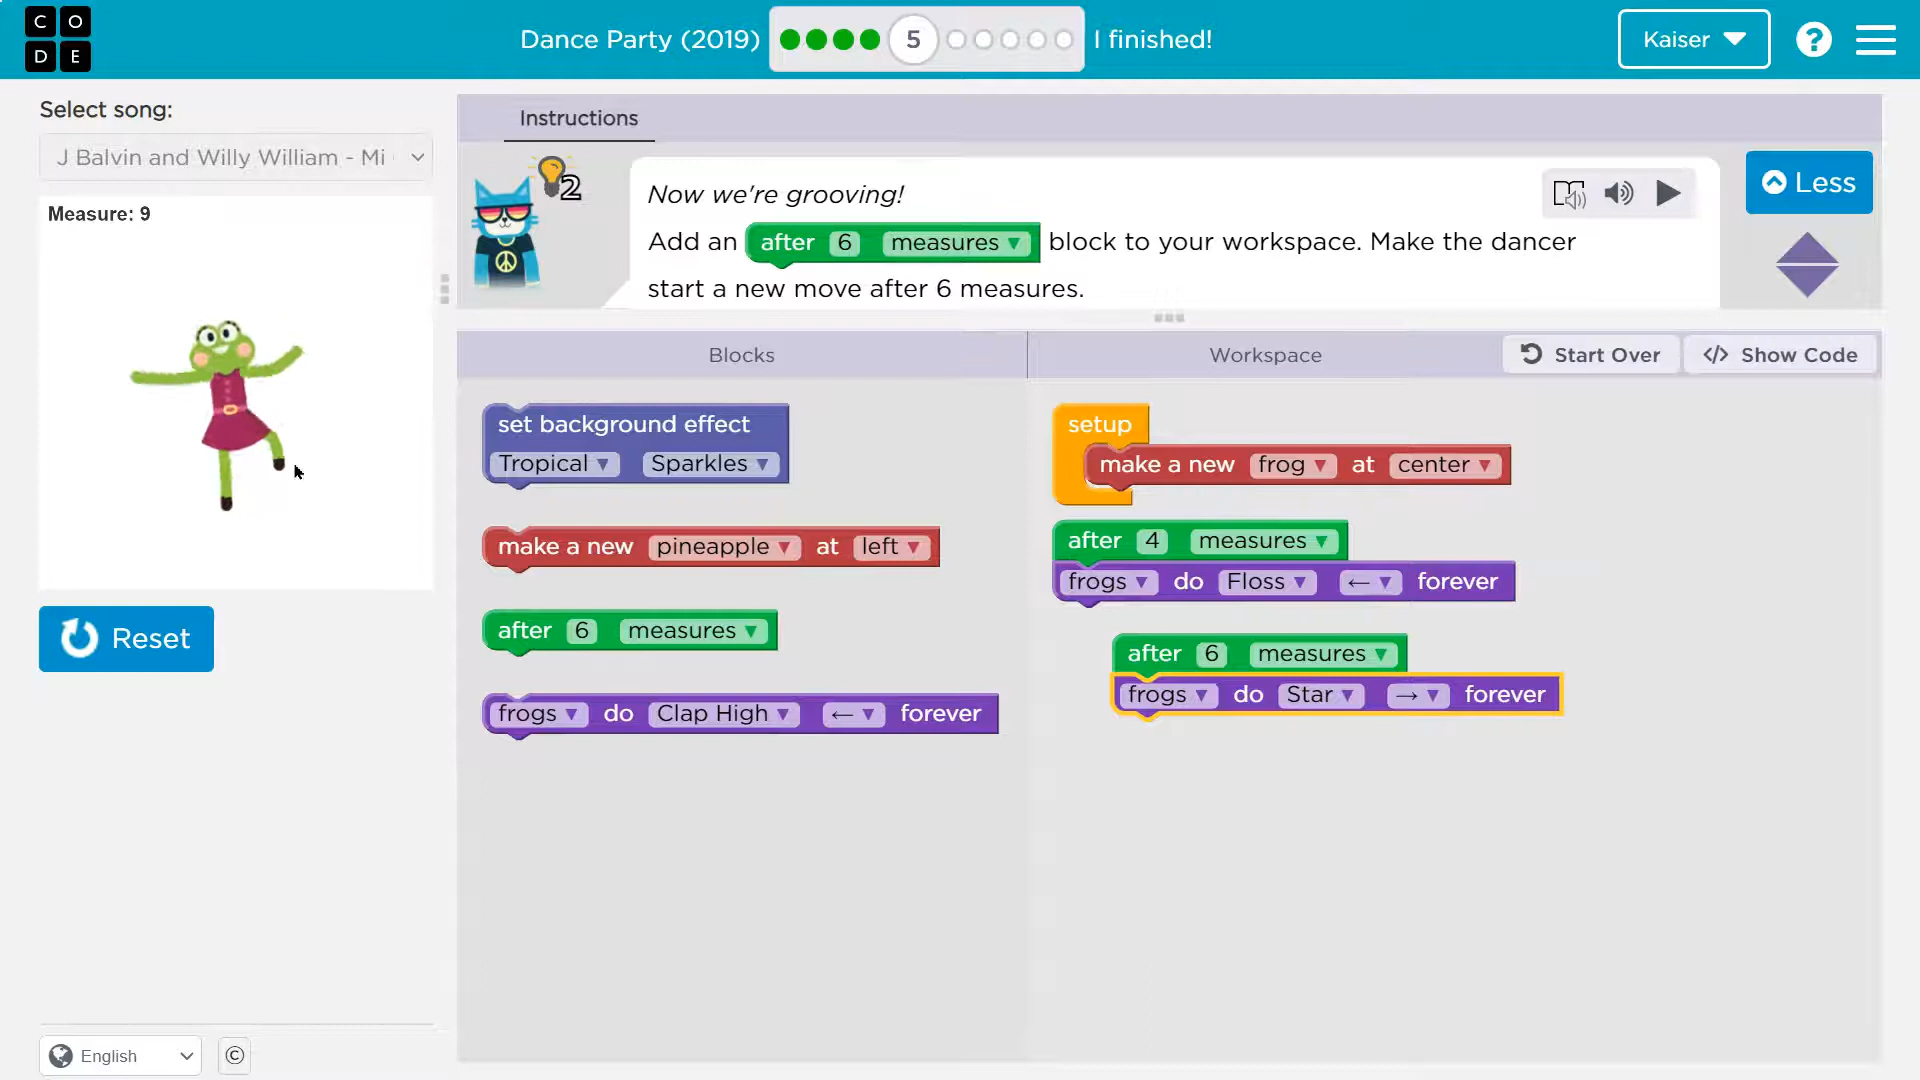 C O
D E
Dance Party (2019)
5
I finished!
Kaiser
?
Select song:
J Balvin and Willy William - Mi
Measure: 9
Reset
English
©
Instructions
2
Now we're grooving!
Add an after 6 measures block to your workspace. Make the dancer
start a new move after 6 measures.
Less
Blocks
Workspace
Start Over
Show Code
set background effect
Tropical Sparkles
make a new pineapple at left
after 6 measures
frogs do Clap High ← forever
setup
make a new frog at center
after 4 measures
frogs do Floss ← forever
after 6 measures
frogs do Star → forever